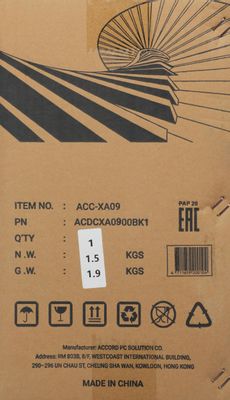 PAP 20
EAC
ITEM NO. : ACC-XA09
PN : ACDCXA0900BK1
Q'TY : 1
N .W. : 1.5 KGS
G .W. : 1.9 KGS
Manufacturer: ACCORD PC SOLUTION CO.
Address: RM 803B, 8/F, WESTCOAST INTERNATIONAL BUILDING,
290-296 UN CHAU ST, CHEUNG SHA WAN, KOWLOON, HONG KONG
MADE IN CHINA